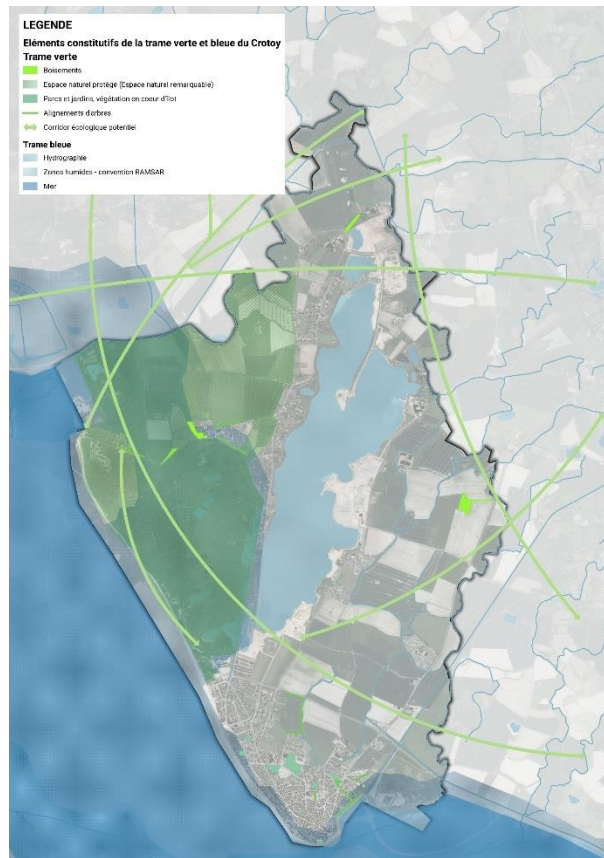 LEGENDE
Eléments constitutifs de la trame verte et bleue du Crotoy
Trame verte
Boisements
Espace naturel protégé (Espace naturel remarquable)
Parcs et jardins, végétation en coeur d'îlot
Alignements d'arbres
Corridor écologique potentiel
Trame bleue
Hydrographie
Zones humides - convention RAMSAR
Mer